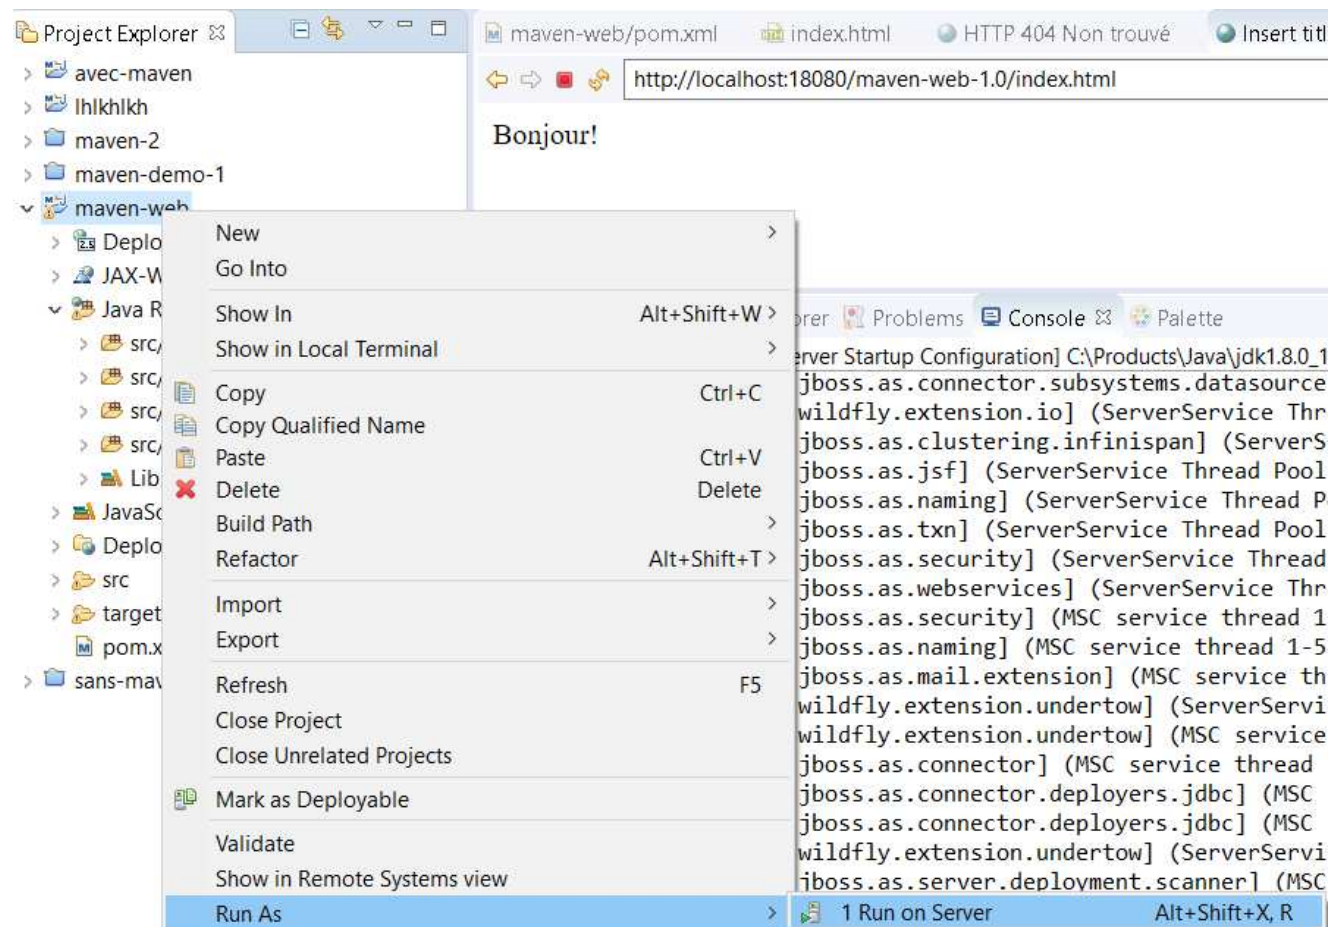 Project Explorer
avec-maven
lhlkhlkh
maven-2
maven-demo-1
maven-web
Deplo
JAX-W
Java R
src/
src/
src/
src/
Lib
JavaSc
Deplo
src
target
pom.x
sans-mav
maven-web/pom.xml index.html HTTP 404 Non trouvé Insert titl
http://localhost:18080/maven-web-1.0/index.html
Bonjour!
New
Go Into
Show In Alt+Shift+W
Show in Local Terminal
Copy Ctrl+C
Copy Qualified Name
Paste Ctrl+V
Delete Delete
Build Path
Refactor Alt+Shift+T
Import
Export
Refresh F5
Close Project
Close Unrelated Projects
Mark as Deployable
Validate
Show in Remote Systems view
Run As
1 Run on Server Alt+Shift+X, R
orer Problems Console Palette
erver Startup Configuration] C:\Products\Java\jdk1.8.0_1
jboss.as.connector.subsystems.datasource
wildfly.extension.io] (ServerService Thr
jboss.as.clustering.infinispan] (ServerS
jboss.as.jsf] (ServerService Thread Pool
jboss.as.naming] (ServerService Thread P
jboss.as.txn] (ServerService Thread Pool
jboss.as.security] (ServerService Thread
jboss.as.webservices] (ServerService Thr
jboss.as.security] (MSC service thread 1
jboss.as.naming] (MSC service thread 1-5
jboss.as.mail.extension] (MSC service th
wildfly.extension.undertow] (ServerServi
wildfly.extension.undertow] (MSC service
jboss.as.connector] (MSC service thread
jboss.as.connector.deployers.jdbc] (MSC
jboss.as.connector.deployers.jdbc] (MSC
wildfly.extension.undertow] (ServerServi
jboss.as.server.deployment.scanner] (MSC